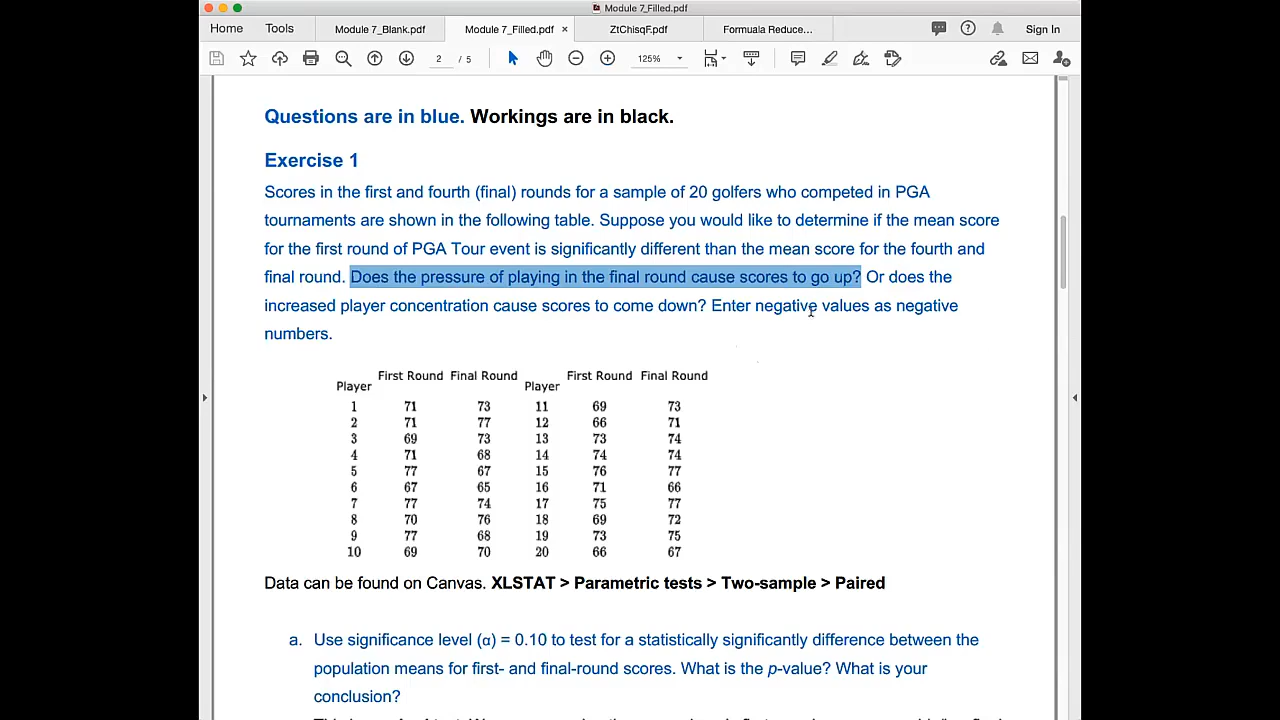 Module 7_Filled.pdf
Home Tools Module 7_Blank.pdf Module 7_Filled.pdf × ZtChisqF.pdf Formuala Reduce... Sign In
2 / 5 125%
Questions are in blue. Workings are in black.
Exercise 1
Scores in the first and fourth (final) rounds for a sample of 20 golfers who competed in PGA
tournaments are shown in the following table. Suppose you would like to determine if the mean score
for the first round of PGA Tour event is significantly different than the mean score for the fourth and
final round. Does the pressure of playing in the final round cause scores to go up? Or does the
increased player concentration cause scores to come down? Enter negative values as negative
numbers.
Player First Round Final Round Player First Round Final Round
1 71 73 11 69 73
2 71 77 12 66 71
3 69 73 13 73 74
4 71 68 14 74 74
5 77 67 15 76 77
6 67 65 16 71 66
7 77 74 17 75 77
8 70 76 18 69 72
9 77 68 19 73 75
10 69 70 20 66 67
Data can be found on Canvas. XLSTAT > Parametric tests > Two-sample > Paired
a. Use significance level (α) = 0.10 to test for a statistically significantly difference between the
population means for first- and final-round scores. What is the p-value? What is your
conclusion?